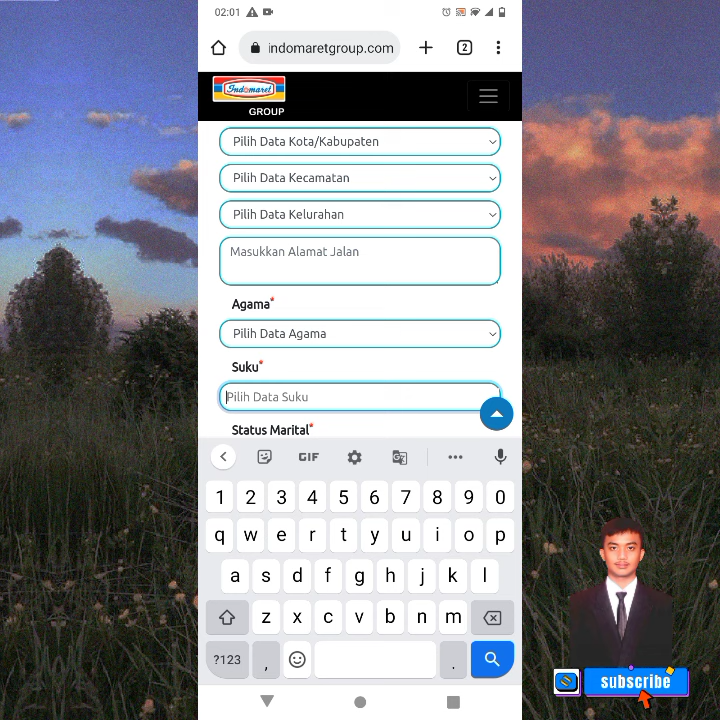 02:01
indomaretgroup.com
2
Indomaret
GROUP
Pilih Data Kota/Kabupaten
Pilih Data Kecamatan
Pilih Data Kelurahan
Masukkan Alamat Jalan
Agama*
Pilih Data Agama
Suku*
Pilih Data Suku
Status Marital*
GIF
1 2 3 4 5 6 7 8 9 0
q w e r t y u i o p
a s d f g h j k l
z x c v b n m
?123 , .
subscribe